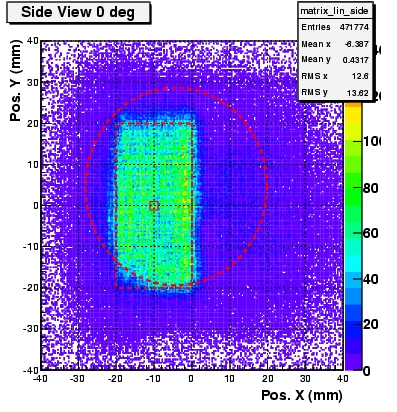 Side View 0 deg
matrix_lin_side
Entries 471774
Mean x -6.387
Mean y 0.4317
RMS x 12.6
RMS y 13.62
Pos. Y (mm)
40
30
20
10
0
-10
-20
-30
-40
-40 -30 -20 -10 0 10 20 30 40
Pos. X (mm)
100
80
60
40
20
0